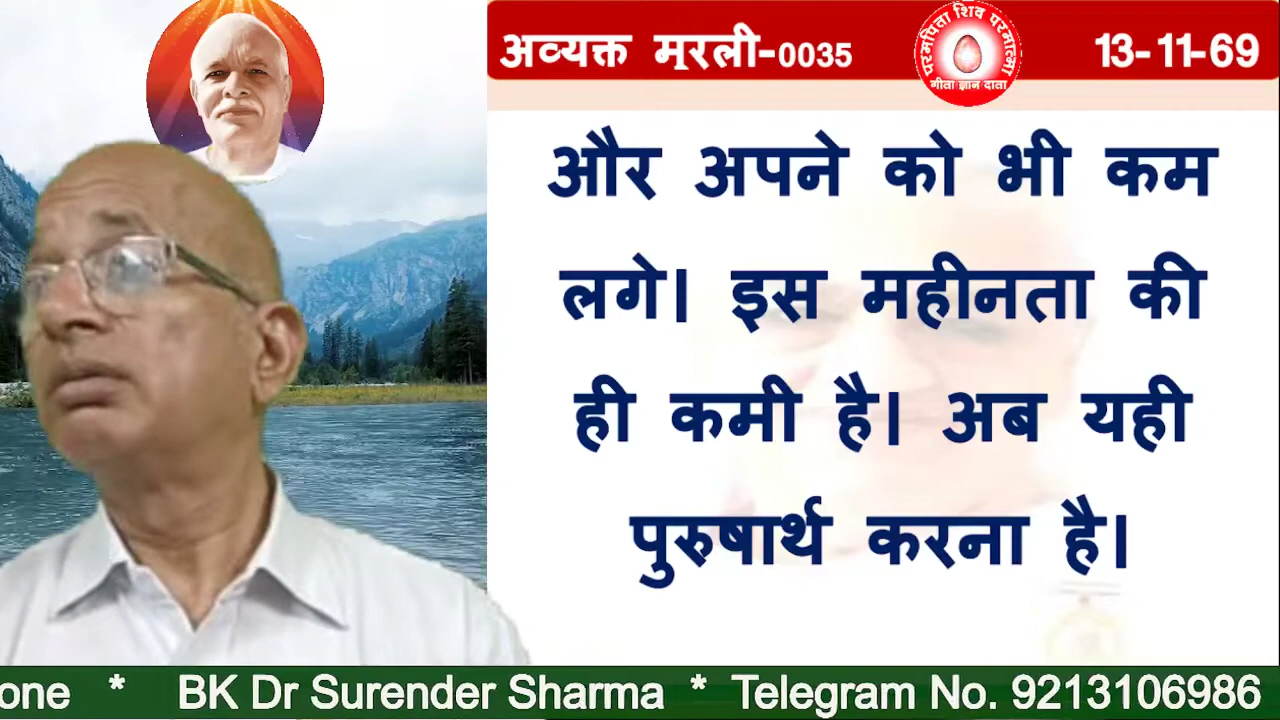 अव्यक्त मुरली-0035
परमपिता शिव परमात्मा
गीता ज्ञान दाता
13-11-69
और अपने को भी कम
लगे। इस महीनता की
ही कमी है। अब यही
पुरुषार्थ करना है।
one * BK Dr Surender Sharma * Telegram No. 9213106986